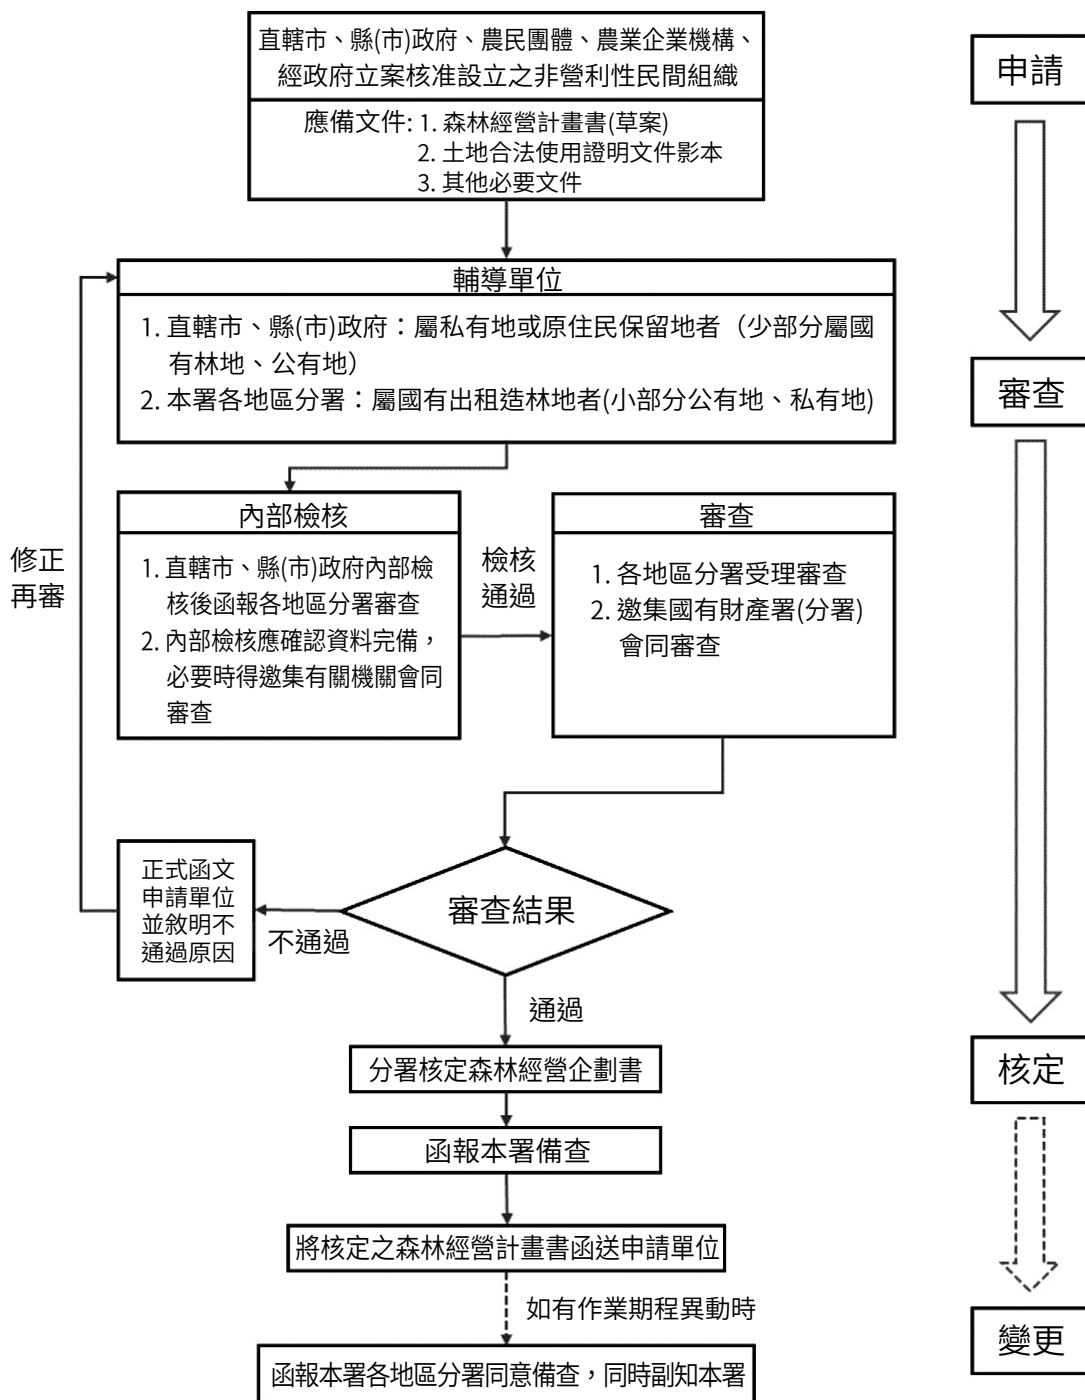 直轄市、縣(市)政府、農民團體、農業企業機構、
經政府立案核准設立之非營利性民間組織
應備文件: 1. 森林經營計畫書(草案)
2. 土地合法使用證明文件影本
3. 其他必要文件
申請
輔導單位
1. 直轄市、縣(市)政府：屬私有地或原住民保留地者（少部分屬國
有林地、公有地）
2. 本署各地區分署：屬國有出租造林地者(小部分公有地、私有地)
審查
內部檢核
1. 直轄市、縣(市)政府內部檢
核後函報各地區分署審查
2. 內部檢核應確認資料完備，
必要時得邀集有關機關會同
審查
檢核
通過
審查
1. 各地區分署受理審查
2. 邀集國有財產署(分署)
會同審查
修正
再審
正式函文
申請單位
並敘明不
通過原因
不通過
審查結果
通過
分署核定森林經營企劃書
核定
函報本署備查
將核定之森林經營計畫書函送申請單位
如有作業期程異動時
變更
函報本署各地區分署同意備查，同時副知本署